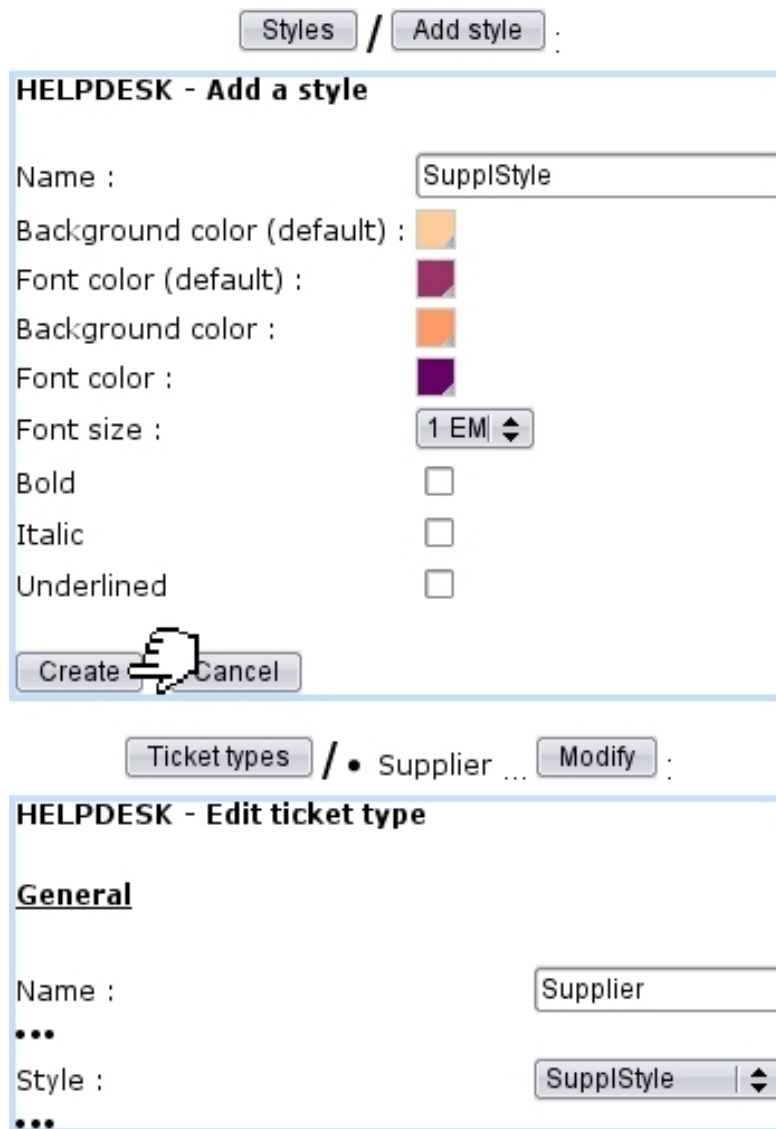 Styles / Add style :
HELPDESK - Add a style
Name : SupplStyle
Background color (default) :
Font color (default) :
Background color :
Font color :
Font size : 1 EM
Bold
Italic
Underlined
Create Cancel
Ticket types / • Supplier ... Modify :
HELPDESK - Edit ticket type
General
Name : Supplier
•••
Style : SupplStyle
•••